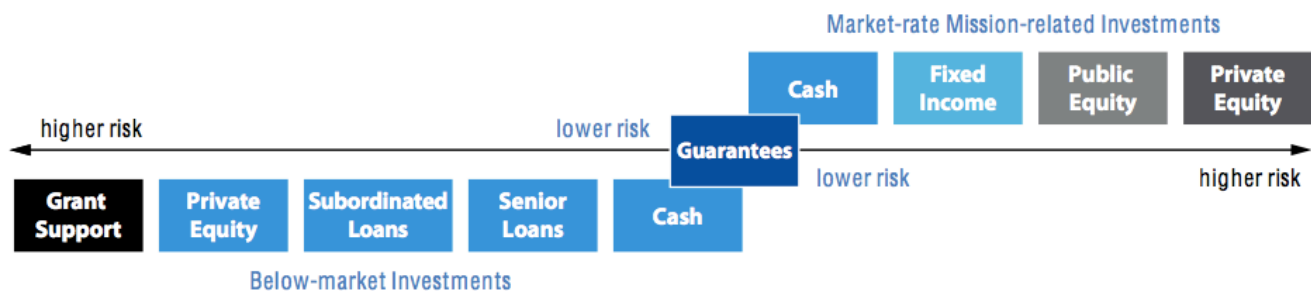 Market-rate Mission-related Investments
Cash
Fixed
Income
Public
Equity
Private
Equity
higher risk
lower risk
Guarantees
lower risk
higher risk
Grant
Support
Private
Equity
Subordinated
Loans
Senior
Loans
Cash
Below-market Investments